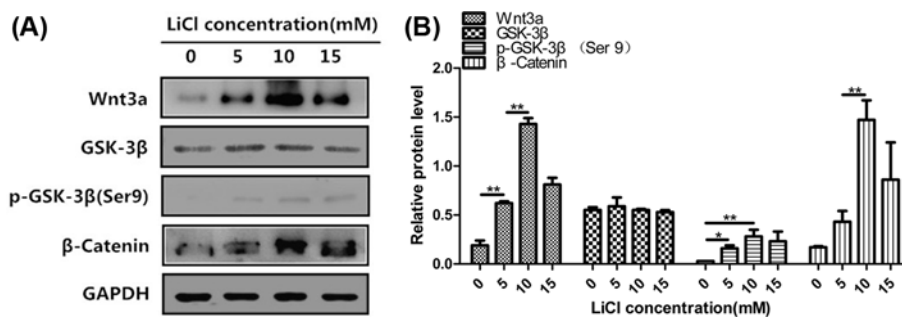 (A)
LiCl concentration(mM)
0 5 10 15
Wnt3a
GSK-3β
p-GSK-3β(Ser9)
β-Catenin
GAPDH
(B)
Wnt3a
GSK-3β
p-GSK-3β (Ser 9)
β -Catenin
Relative protein level
2.0
1.5
1.0
0.5
0.0
** **
* **
**
0 5 10 15 0 5 10 15 0 5 10 15 0 5 10 15
LiCl concentration(mM)